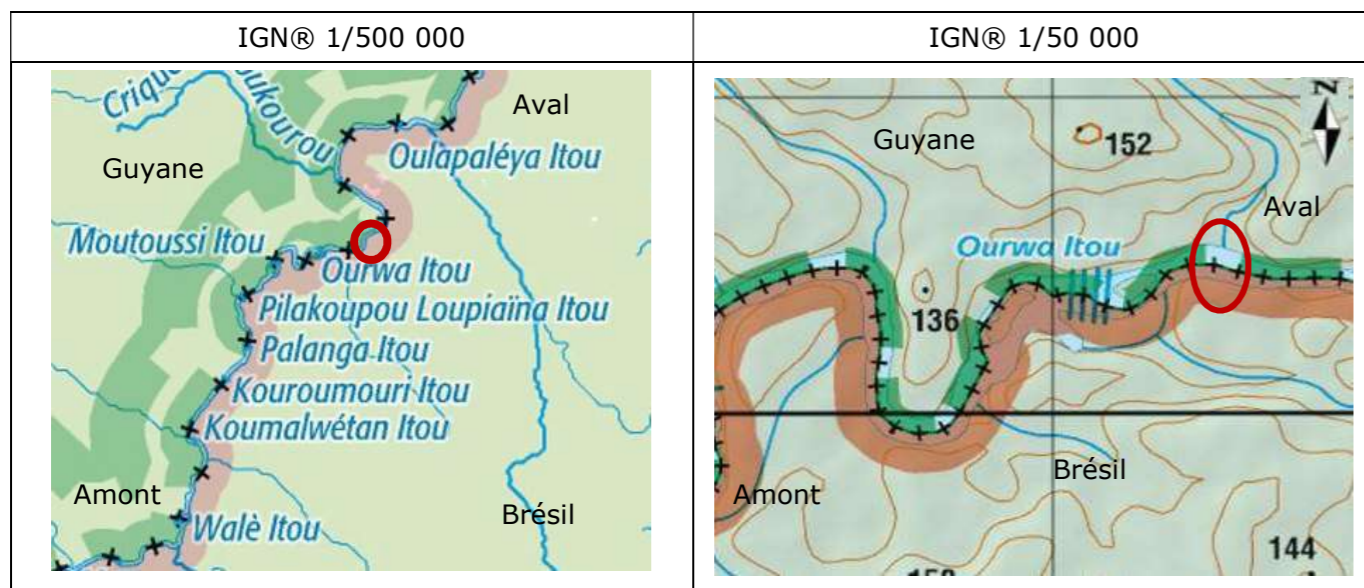 IGN® 1/500 000
IGN® 1/50 000
Crique
oukourou
Aval
Guyane
Oulapaléya Itou
Moutoussi Itou
Ourwa Itou
Pilakoupou Loupiaïna Itou
Palanga Itou
Kouroumouri Itou
Koumalwétan Itou
Amont
Brésil
Walè Itou
N
Guyane
152
Aval
Ourwa Itou
136
Brésil
Amont
144